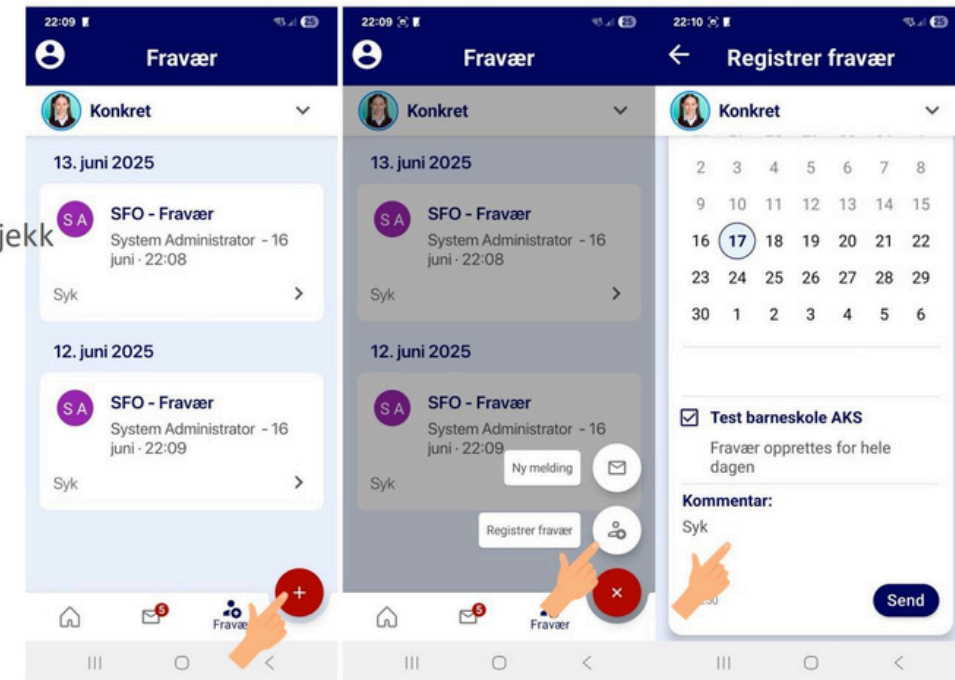 jekk
22:09
25
Fravær
Konkret
13. juni 2025
SA
SFO - Fravær
System Administrator - 16
juni · 22:08
Syk
12. juni 2025
SA
SFO - Fravær
System Administrator - 16
juni · 22:09
Syk
+
5
22:09
25
Fravær
Konkret
13. juni 2025
SA
SFO - Fravær
System Administrator - 16
juni · 22:08
Syk
12. juni 2025
SA
SFO - Fravær
System Administrator - 16
juni · 22:09
Syk
Ny melding
Registrer fravær
×
5
Fravær
22:10
25
Registrer fravær
Konkret
2 3 4 5 6 7 8
9 10 11 12 13 14 15
16 17 18 19 20 21 22
23 24 25 26 27 28 29
30 1 2 3 4 5 6
Test barneskole AKS
Fravær opprettes for hele
dagen
Kommentar:
Syk
Send